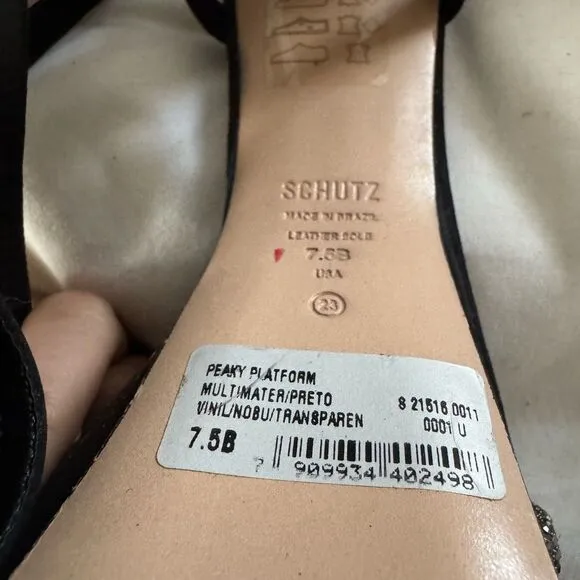 SCHUTZ
MADE IN BRAZIL
LEATHER SOLE
7.5B
USA
23
PEAKY PLATFORM
MULTIMATER/PRETO
VINIL/NOBU/TRANSPAREN
S 21516 0011
0001 U
7.5B
7 909934 402498